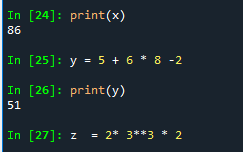 In [24]: print(x)
86
In [25]: y = 5 + 6 * 8 -2
In [26]: print(y)
51
In [27]: z  = 2* 3**3 * 2